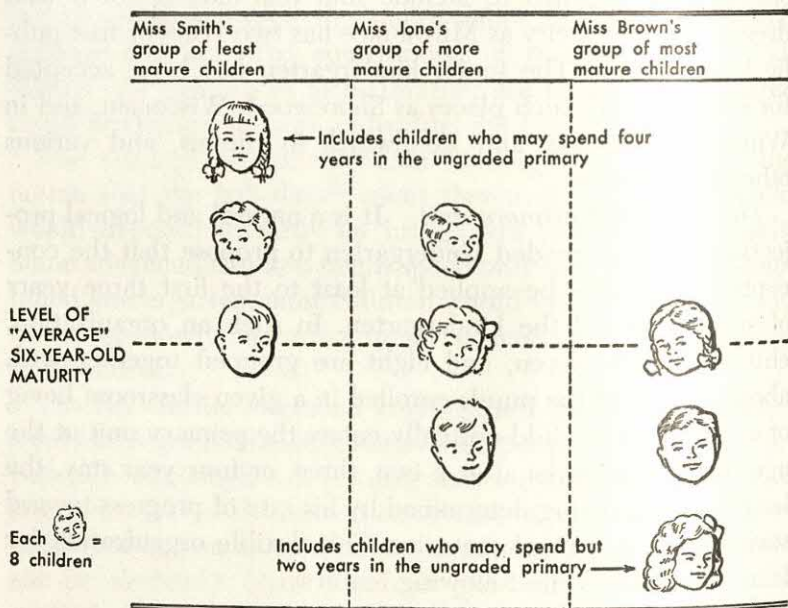 Miss Smith's
group of least
mature children
Miss Jone's
group of more
mature children
Miss Brown's
group of most
mature children
Includes children who may spend four
years in the ungraded primary
LEVEL OF
"AVERAGE"
SIX-YEAR-OLD
MATURITY
Each =
8 children
Includes children who may spend but
two years in the ungraded primary